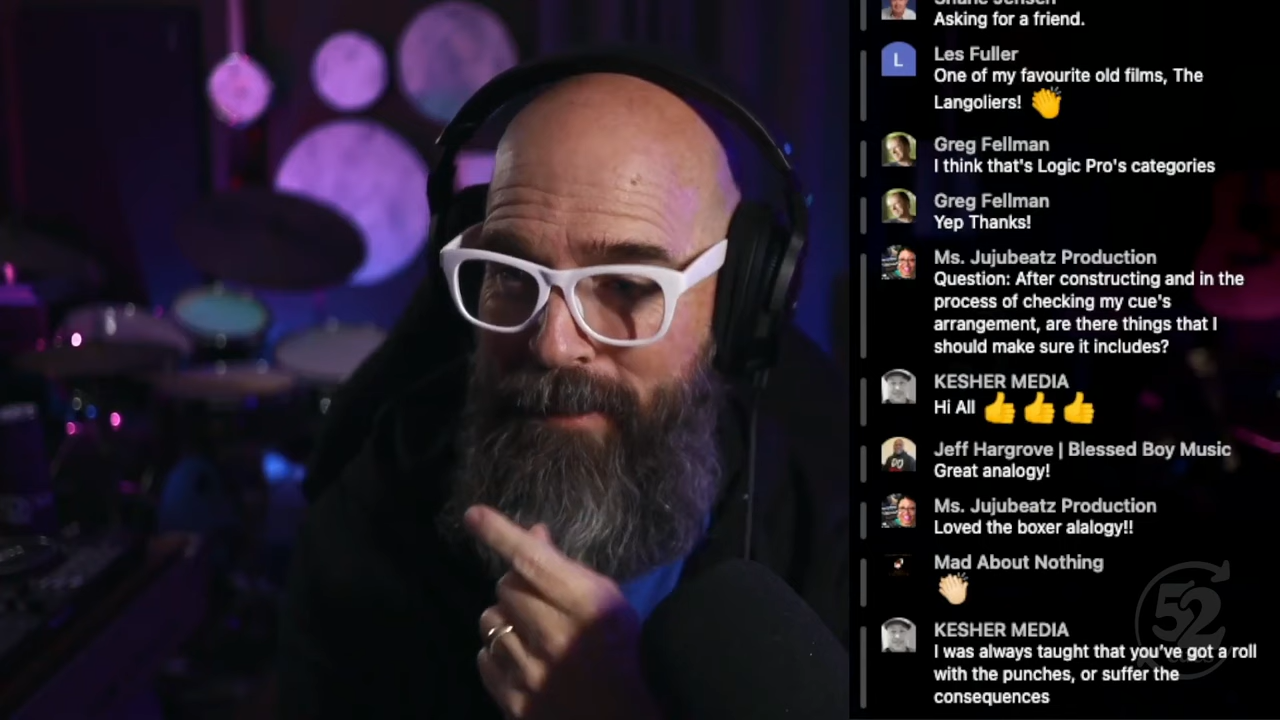 Shane Jensen
Asking for a friend.
L
Les Fuller
One of my favourite old films, The
Langoliers! 👏
Greg Fellman
I think that's Logic Pro's categories
Greg Fellman
Yep Thanks!
Ms. Jujubeatz Production
Question: After constructing and in the
process of checking my cue's
arrangement, are there things that I
should make sure it includes?
KESHER MEDIA
Hi All 👍👍👍
Jeff Hargrove | Blessed Boy Music
Great analogy!
Ms. Jujubeatz Production
Loved the boxer alalogy!!
Mad About Nothing
👏🏻
52
KESHER MEDIA
I was always taught that you've got a roll
with the punches, or suffer the
consequences